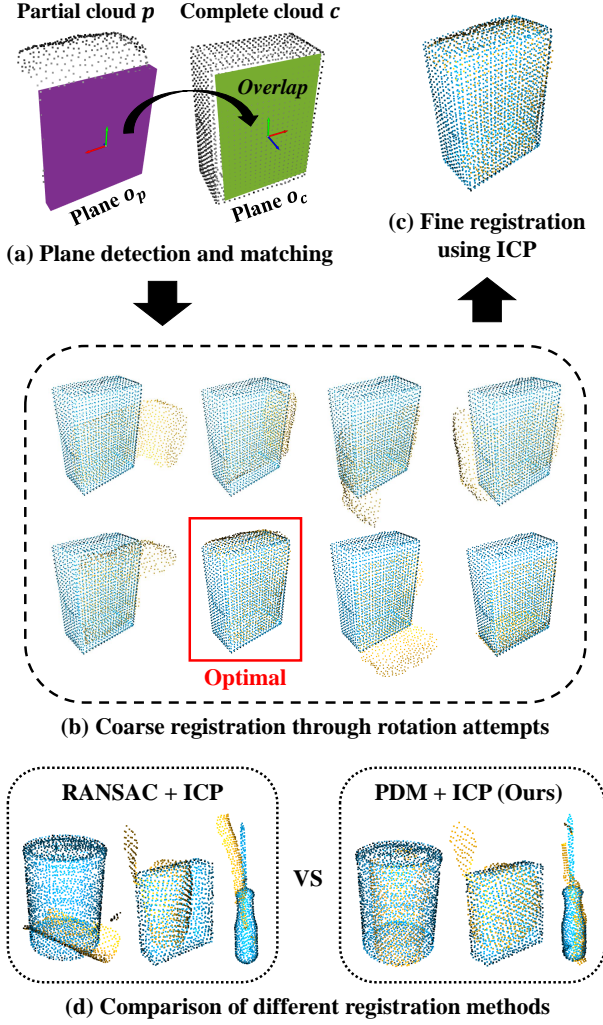 Partial cloud p
Complete cloud c
Overlap
Plane o_p
Plane o_c
(a) Plane detection and matching
(c) Fine registration
using ICP
Optimal
(b) Coarse registration through rotation attempts
RANSAC + ICP
VS
PDM + ICP (Ours)
(d) Comparison of different registration methods